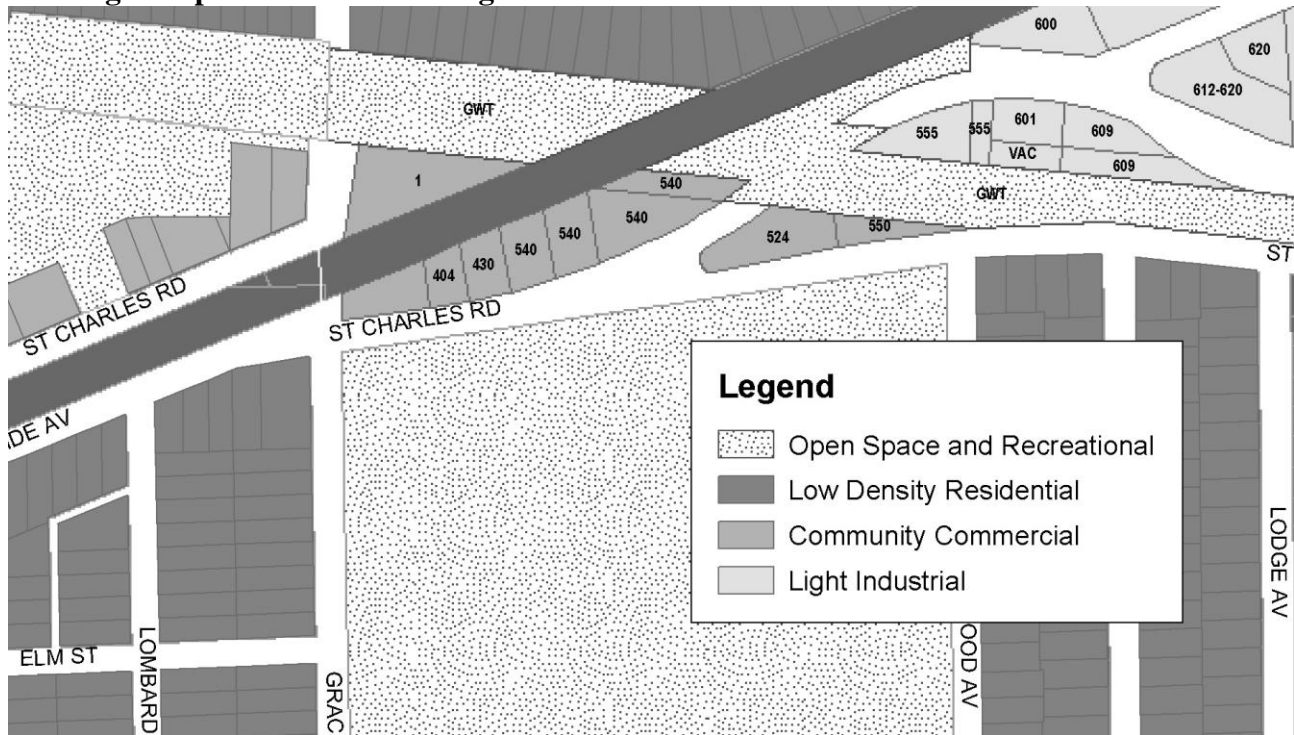 600
620
612-620
GWT
555
555
601
609
VAC
609
1
540
GWT
540
540
540
430
404
524
550
ST
ST CHARLES RD
ST CHARLES RD
IDE AV
Legend
Open Space and Recreational
Low Density Residential
Community Commercial
Light Industrial
LODGE AV
OOD AV
ELM ST
LOMBARD
GRAC